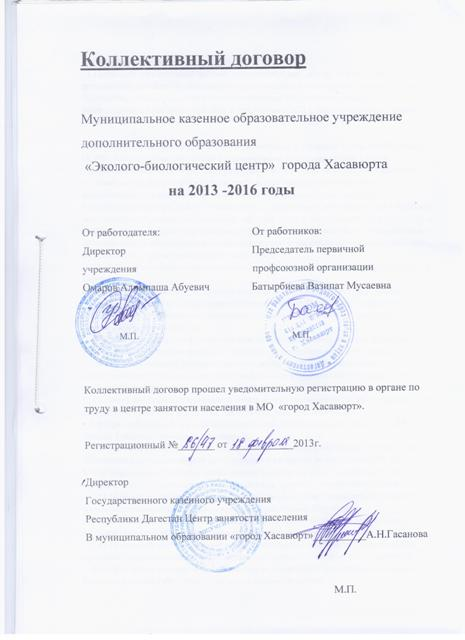 Коллективный договор
Муниципальное казенное образовательное учреждение
дополнительного образования
«Эколого-биологический центр» города Хасавюрта
на 2013 -2016 годы
От работодателя:
Директор
учреждения
Омаров Абуевич
М.П.
От работников:
Председатель первичной
профсоюзной организации
Батырбиева Вазипат Мусаевна
М.П.
Коллективный договор прошел уведомительную регистрацию в органе по
труду в центре занятости населения в МО «город Хасавюрт».
Регистрационный № 86/47 от 18 февраля 2013г.
Директор
Государственного казенного учреждения
Республики Дагестан Центр занятости населения
В муниципальном образовании «город Хасавюрт» А.Н.Гасанова
М.П.